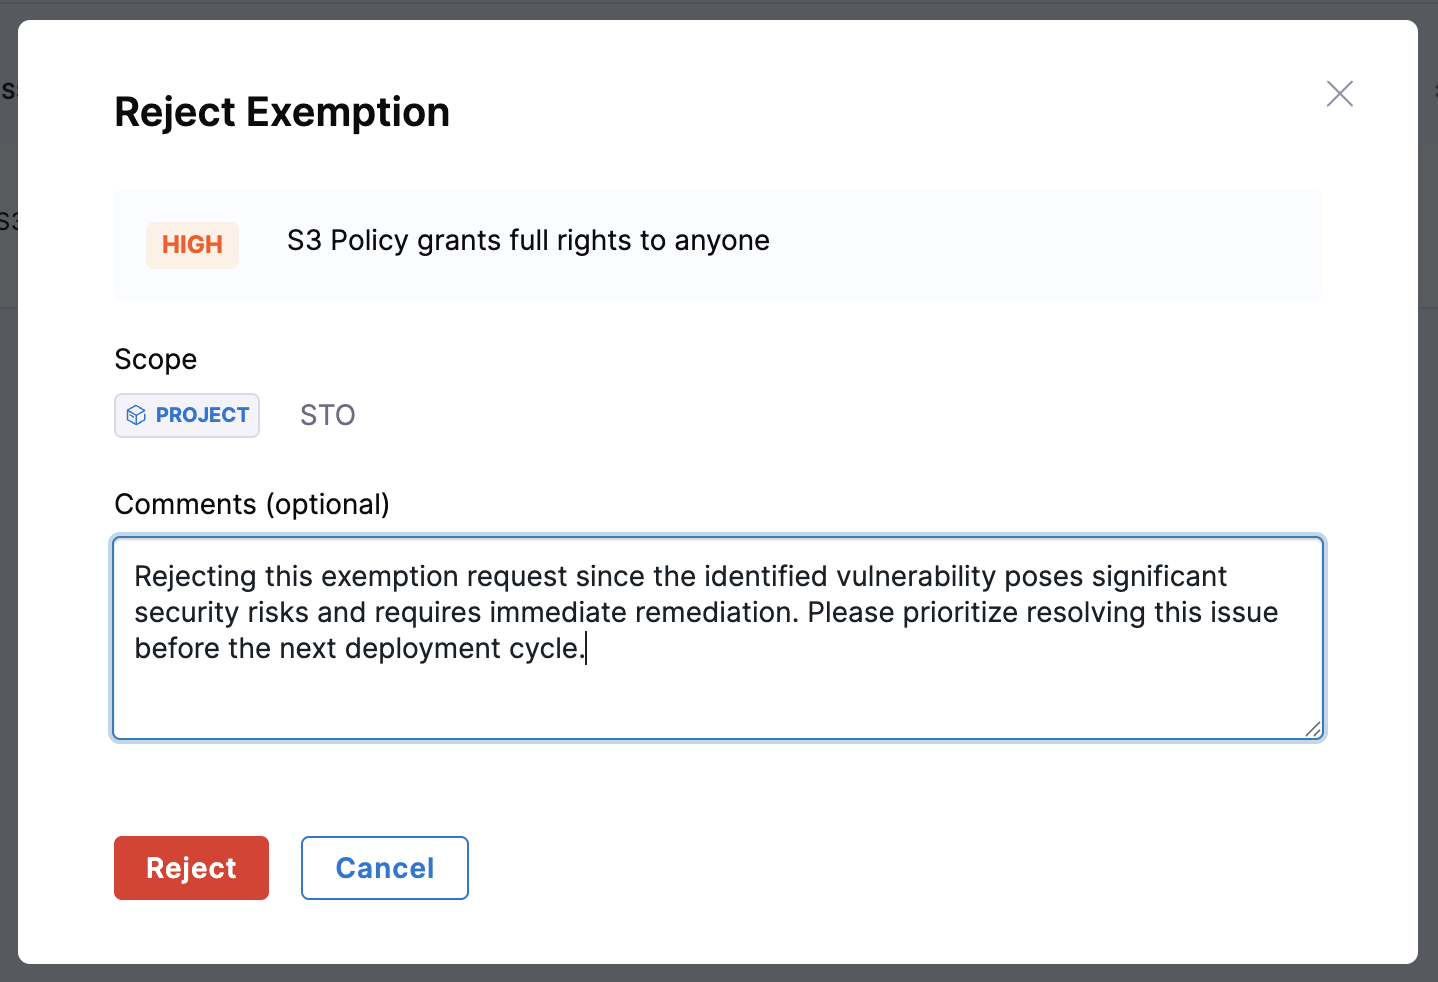 Reject Exemption
HIGH
S3 Policy grants full rights to anyone
Scope
PROJECT
STO
Comments (optional)
Rejecting this exemption request since the identified vulnerability poses significant
security risks and requires immediate remediation. Please prioritize resolving this issue
before the next deployment cycle.
Reject
Cancel